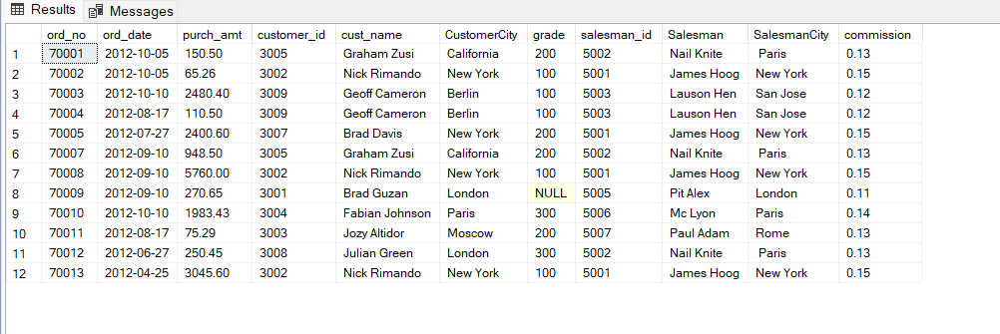 Results Messages
ord_no ord_date purch_amt customer_id cust_name CustomerCity grade salesman_id Salesman SalesmanCity commission
1 70001 2012-10-05 150.50 3005 Graham Zusi California 200 5002 Nail Knite Paris 0.13
2 70002 2012-10-05 65.26 3002 Nick Rimando New York 100 5001 James Hoog New York 0.15
3 70003 2012-10-10 2480.40 3009 Geoff Cameron Berlin 100 5003 Lauson Hen San Jose 0.12
4 70004 2012-08-17 110.50 3009 Geoff Cameron Berlin 100 5003 Lauson Hen San Jose 0.12
5 70005 2012-07-27 2400.60 3007 Brad Davis New York 200 5001 James Hoog New York 0.15
6 70007 2012-09-10 948.50 3005 Graham Zusi California 200 5002 Nail Knite Paris 0.13
7 70008 2012-09-10 5760.00 3002 Nick Rimando New York 100 5001 James Hoog New York 0.15
8 70009 2012-09-10 270.65 3001 Brad Guzan London NULL 5005 Pit Alex London 0.11
9 70010 2012-10-10 1983.43 3004 Fabian Johnson Paris 300 5006 Mc Lyon Paris 0.14
10 70011 2012-08-17 75.29 3003 Jozy Altidor Moscow 200 5007 Paul Adam Rome 0.13
11 70012 2012-06-27 250.45 3008 Julian Green London 300 5002 Nail Knite Paris 0.13
12 70013 2012-04-25 3045.60 3002 Nick Rimando New York 100 5001 James Hoog New York 0.15